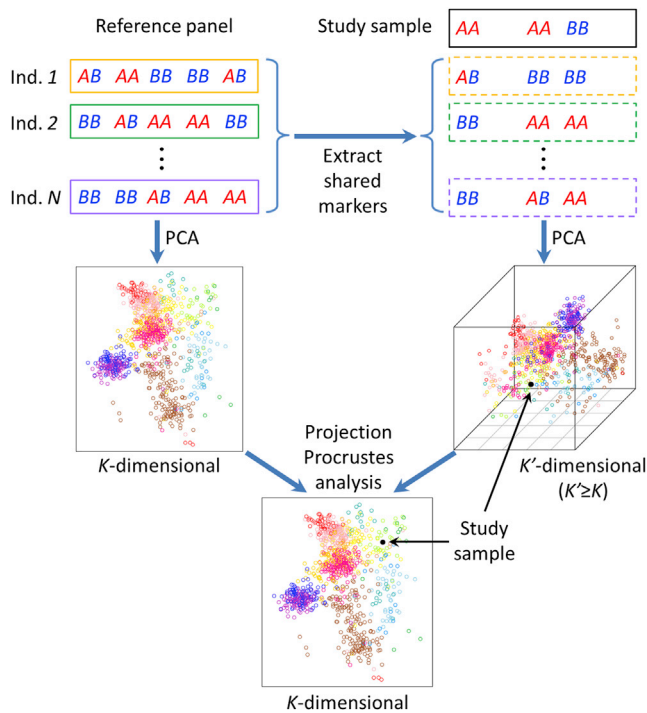 Reference panel
Study sample
AA AA BB
Ind. 1 AB AA BB BB AB
AB BB BB
Ind. 2 BB AB AA AA BB
BB AA AA
Extract
shared
markers
Ind. N BB BB AB AA AA
BB AB AA
PCA
PCA
K-dimensional
Projection
Procrustes
analysis
K'-dimensional
(K'≥K)
Study
sample
K-dimensional